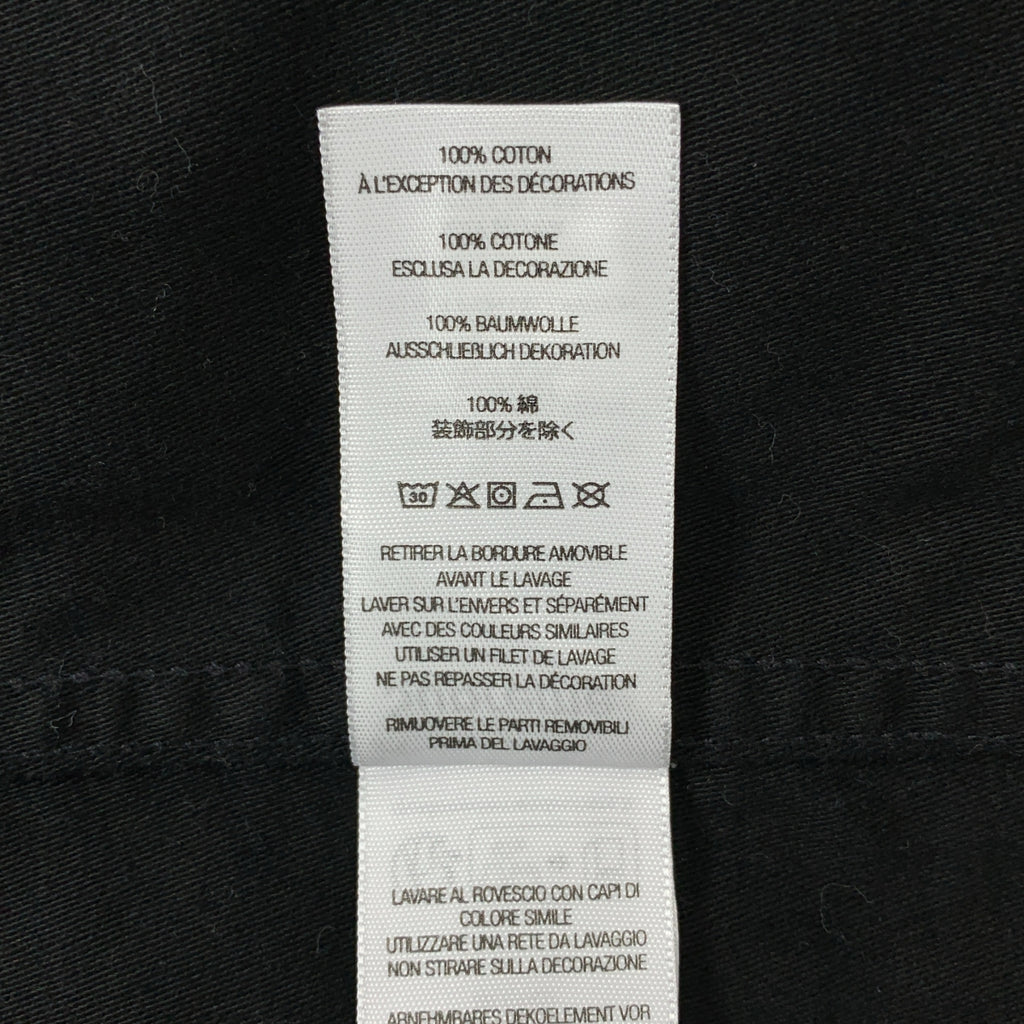 100% COTON
À L'EXCEPTION DES DÉCORATIONS
100% COTONE
ESCLUSA LA DECORAZIONE
100% BAUMWOLLE
AUSSCHLIEßLICH DEKORATION
100% 綿
装飾部分を除く
30
RETIRER LA BORDURE AMOVIBLE
AVANT LE LAVAGE
LAVER SUR L'ENVERS ET SÉPARÉMENT
AVEC DES COULEURS SIMILAIRES
UTILISER UN FILET DE LAVAGE
NE PAS REPASSER LA DÉCORATION
RIMUOVERE LE PARTI REMOVIBILI
PRIMA DEL LAVAGGIO
LAVARE AL ROVESCIO CON CAPI DI
COLORE SIMILE
UTILIZZARE UNA RETE DA LAVAGGIO
NON STIRARE SULLA DECORAZIONE
ABNEHMBARES DEKOELEMENT VOR